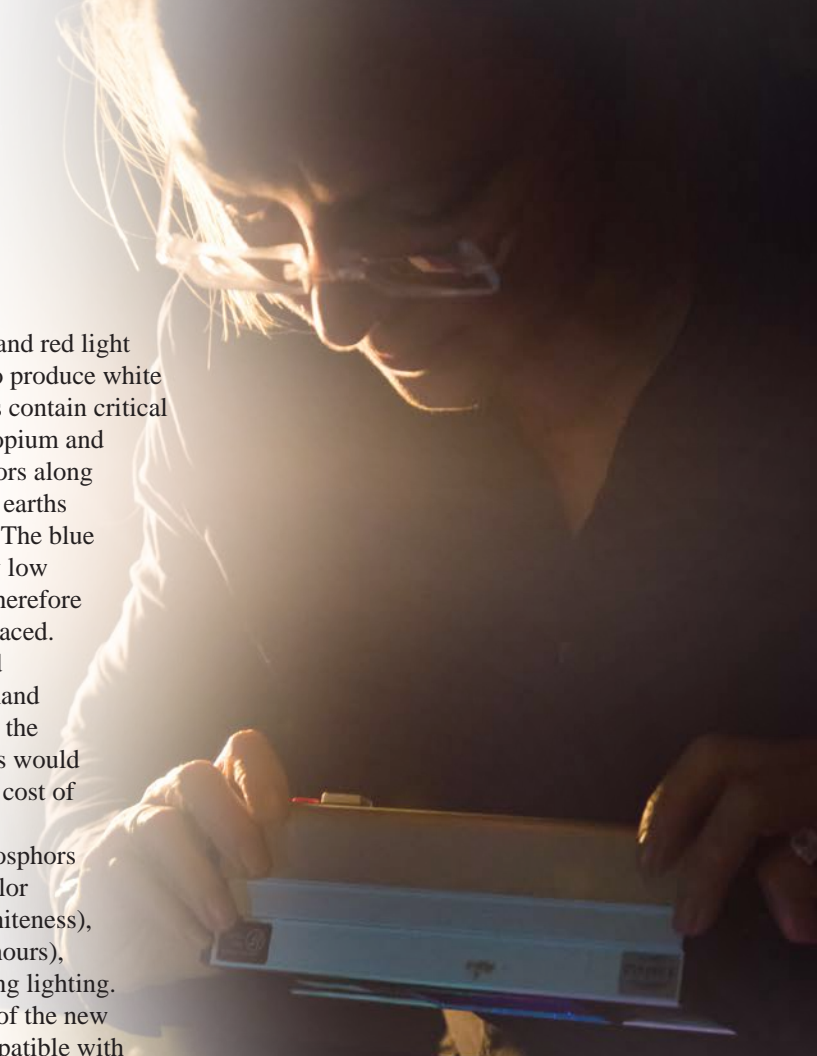 and red light
produce white
contain critical
opium and
ors along
earths
The blue
low
herefore
aced.
and
the
s would
cost of
osphors
lor
hiteness),
nours),
ng lighting.
of the new
patible with